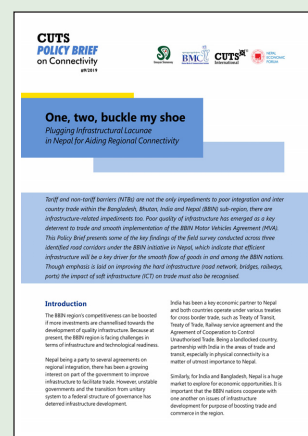 CUTS
POLICY BRIEF
on Connectivity
#9/2019
BMC
CUTS
International
NEPAL
ECONOMIC
FORUM
One, two, buckle my shoe
Plugging Infrastructural Lacunae
in Nepal for Aiding Regional Connectivity
Tariff and non-tariff barriers (NTBs) are not the only impediments to poor integration and inter
country trade within the Bangladesh, Bhutan, India and Nepal (BBIN) sub-region, there are
infrastructure-related impediments too. Poor quality of infrastructure has emerged as a key
deterrent to trade and smooth implementation of the BBIN Motor Vehicles Agreement (MVA).
This Policy Brief presents some of the key findings of the field survey conducted across three
identified road corridors under the BBIN initiative in Nepal, which indicate that efficient
infrastructure will be a key driver for the smooth flow of goods in and among the BBIN nations.
Though emphasis is laid on improving the hard infrastructure (road network, bridges, railways,
ports) the impact of soft infrastructure (ICT) on trade must also be recognised.
Introduction
The BBIN region's competitiveness can be boosted
if more investments are channelised towards the
development of quality infrastructure. Because at
present, the BBIN region is facing challenges in
terms of infrastructure and technological readiness.
Nepal being a party to several agreements on
regional integration, there has been a growing
interest on part of the government to improve
infrastructure to facilitate trade. However, unstable
governments and the transition from unitary
system to a federal structure of governance has
deterred infrastructure development.
India has been a key economic partner to Nepal
and both countries operate under various treaties
for cross border trade, such as Treaty of Transit,
Treaty of Trade, Railway service agreement and the
Agreement of Cooperation to Control
Unauthorised Trade. Being a landlocked country,
partnership with India in the areas of trade and
transit, especially in physical connectivity is a
matter of utmost importance to Nepal.
Similarly, for India and Bangladesh, Nepal is a huge
market to explore for economic opportunities. It is
important that the BBIN nations cooperate with
one another on issues of infrastructure
development for purpose of boosting trade and
commerce in the region.